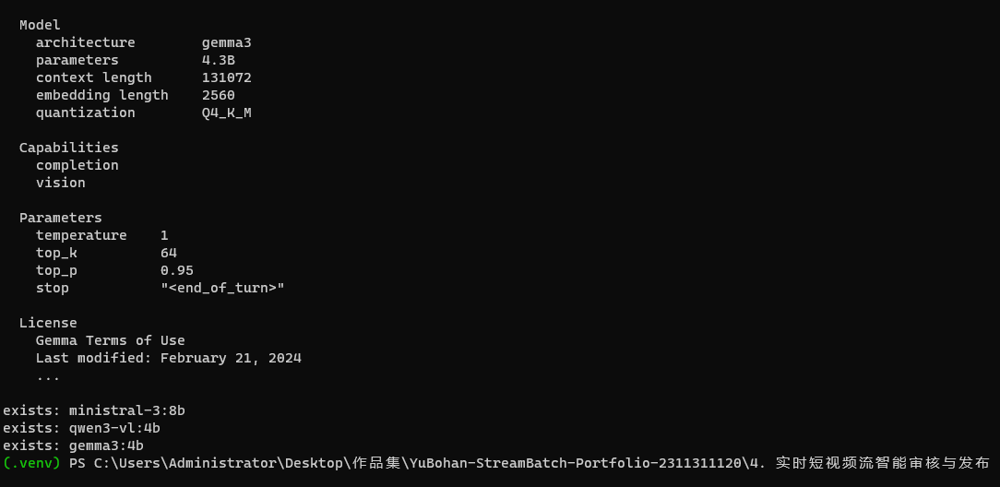 Model
architecture gemma3
parameters 4.3B
context length 131072
embedding length 2560
quantization Q4_K_M
Capabilities
completion
vision
Parameters
temperature 1
top_k 64
top_p 0.95
stop "<end_of_turn>"
License
Gemma Terms of Use
Last modified: February 21, 2024
...
exists: ministral-3:8b
exists: qwen3-vl:4b
exists: gemma3:4b
(.venv) PS C:\Users\Administrator\Desktop\作品集\YuBohan-StreamBatch-Portfolio-2311311120\4. 实时短视频流智能审核与发布